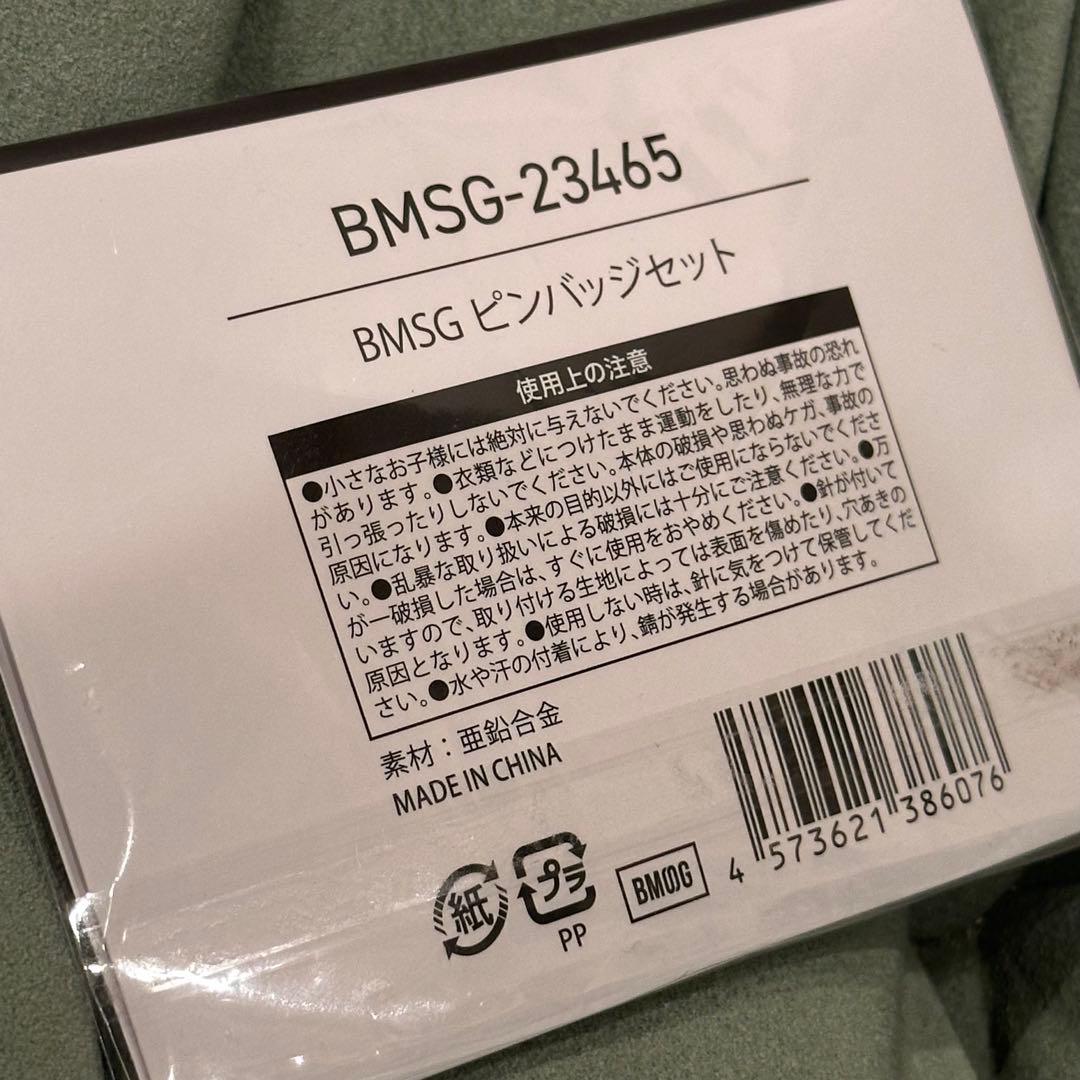 BMSG-23465
BMSG ピンバッジセット
使用上の注意
●小さなお子様には絶対に与えないでください。思わぬ事故の恐れ
があります。●衣類などにつけたまま運動をしたり、無理な力で
引っ張ったりしないでください。本体の破損や思わぬケガ、事故の
原因になります。●本来の目的以外にはご使用にならないでくださ
い。●乱暴な取り扱いによる破損には十分にご注意ください。●万
が一破損した場合は、すぐに使用をおやめください。●針が付いて
いますので、取り付ける生地によっては表面を傷めたり、穴あきの
原因となります。●使用しない時は、針に気をつけて保管してくだ
さい。●水や汗の付着により、錆が発生する場合があります。
素材：亜鉛合金
MADE IN CHINA
紙
プラ
PP
BMSG
4 573621 386076